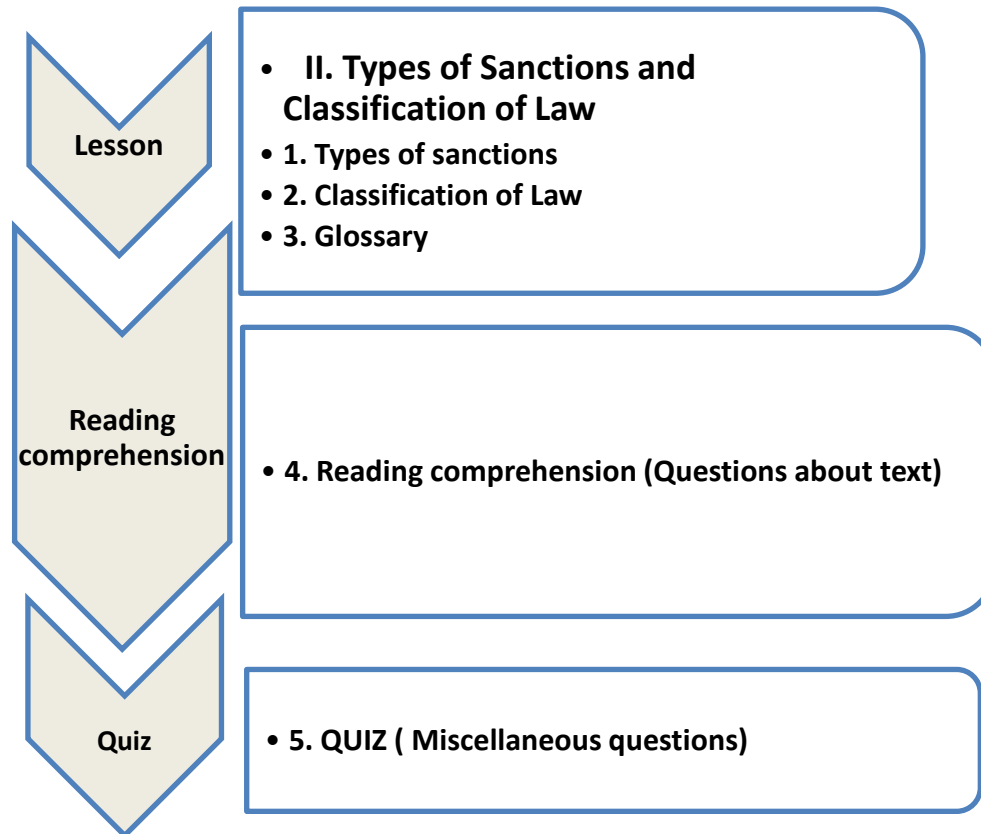 Lesson
• II. Types of Sanctions and
Classification of Law
• 1. Types of sanctions
• 2. Classification of Law
• 3. Glossary
Reading
comprehension
• 4. Reading comprehension (Questions about text)
Quiz
• 5. QUIZ ( Miscellaneous questions)